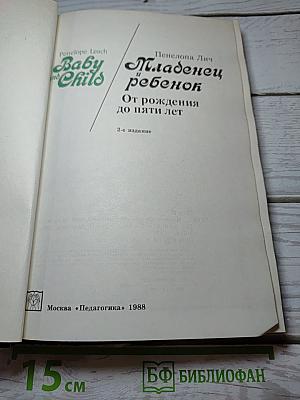 Penelope Leach
Baby
and Child
Пенелопа Лич
Младенец
и
ребенок
От рождения
до пяти лет
2-е издание
Москва «Педагогика» 1988
15 см
БФ БИБЛИОФАН